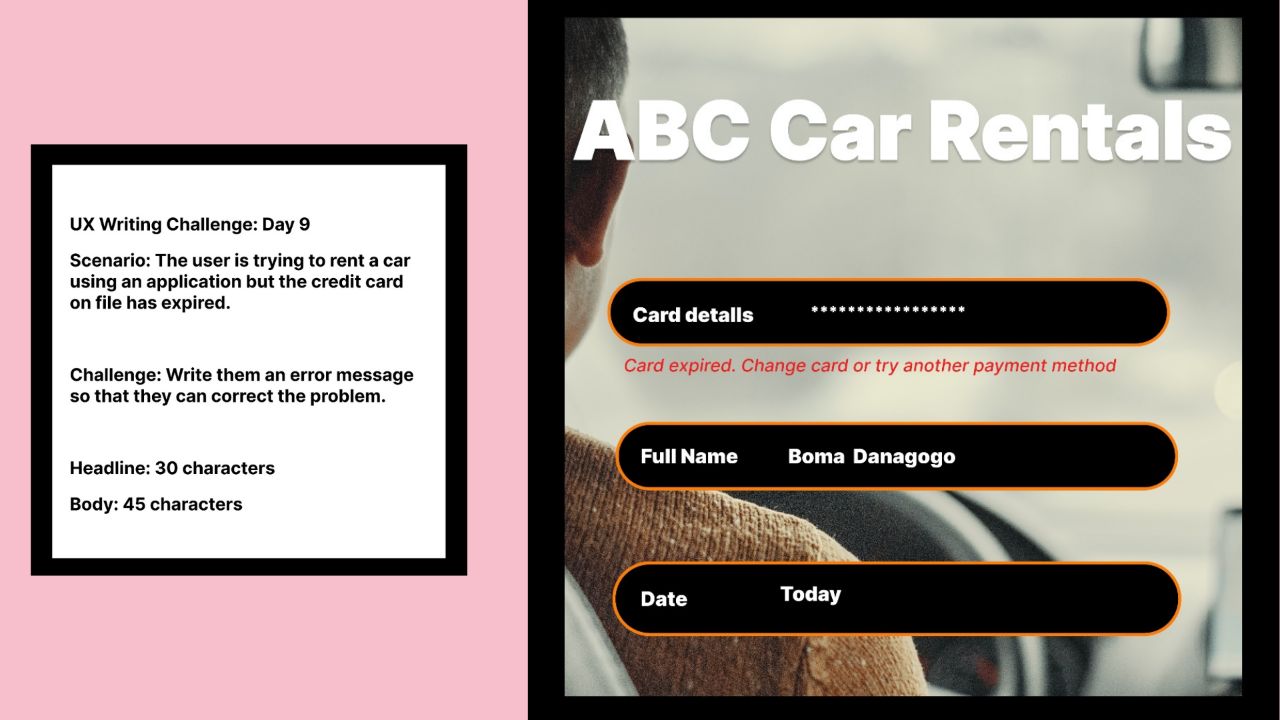 UX Writing Challenge: Day 9
Scenario: The user is trying to rent a car
using an application but the credit card
on file has expired.
Challenge: Write them an error message
so that they can correct the problem.
Headline: 30 characters
Body: 45 characters
ABC Car Rentals
Card detalls *****************
Card expired. Change card or try another payment method
Full Name Boma Danagogo
Date Today